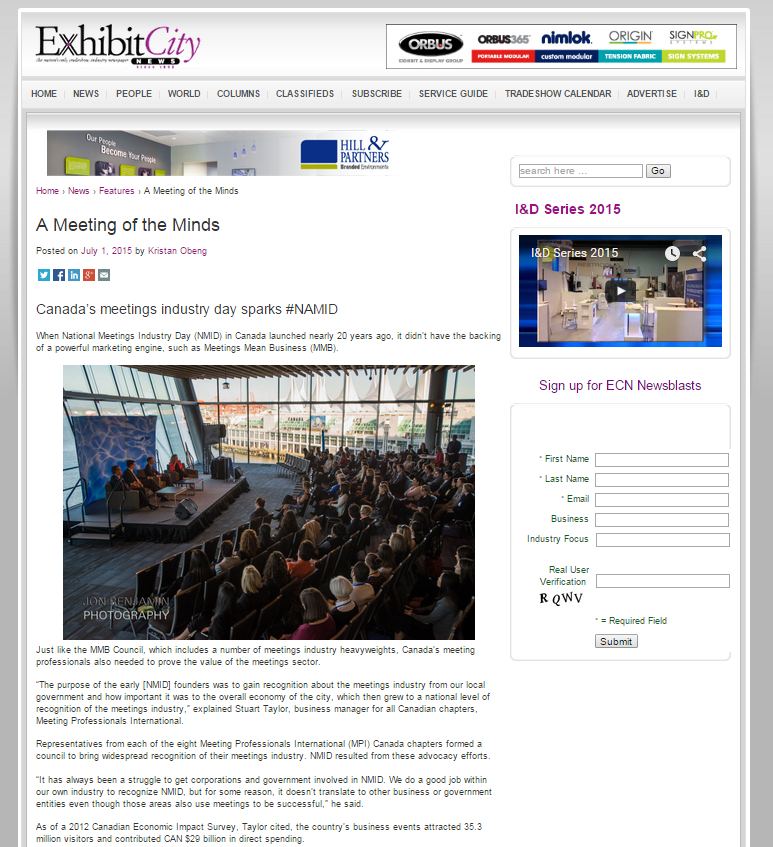 ExhibitCity
NEWS
SINCE 1994
ORBUS
EXHIBIT & DISPLAY GROUP
ORBUS365
PORTABLE MODULAR
nimlok
custom modular
ORIGIN
TENSION FABRIC
SIGNPRO
SYSTEMS
SIGN SYSTEMS
HOME NEWS PEOPLE WORLD COLUMNS CLASSIFIEDS SUBSCRIBE SERVICE GUIDE TRADESHOW CALENDAR ADVERTISE I&D
Our People
Become Your People
HILL &
PARTNERS
Branded Environments
search here ... Go
Home › News › Features › A Meeting of the Minds
I&D Series 2015
A Meeting of the Minds
Posted on July 1, 2015 by Kristan Obeng
I&D Series 2015
Canada's meetings industry day sparks #NAMID
When National Meetings Industry Day (NMID) in Canada launched nearly 20 years ago, it didn't have the backing
of a powerful marketing engine, such as Meetings Mean Business (MMB).
JON BENJAMIN
PHOTOGRAPHY
Just like the MMB Council, which includes a number of meetings industry heavyweights, Canada's meeting
professionals also needed to prove the value of the meetings sector.
“The purpose of the early [NMID] founders was to gain recognition about the meetings industry from our local
government and how important it was to the overall economy of the city, which then grew to a national level of
recognition of the meetings industry,” explained Stuart Taylor, business manager for all Canadian chapters,
Meeting Professionals International.
Representatives from each of the eight Meeting Professionals International (MPI) Canada chapters formed a
council to bring widespread recognition of their meetings industry. NMID resulted from these advocacy efforts.
“It has always been a struggle to get corporations and government involved in NMID. We do a good job within
our own industry to recognize NMID, but for some reason, it doesn't translate to other business or government
entities even though those areas also use meetings to be successful,” he said.
As of a 2012 Canadian Economic Impact Survey, Taylor cited, the country's business events attracted 35.3
million visitors and contributed CAN $29 billion in direct spending.
Sign up for ECN Newsblasts
* First Name
* Last Name
* Email
Business
Industry Focus
Real User
Verification
R Q W V
* = Required Field
Submit